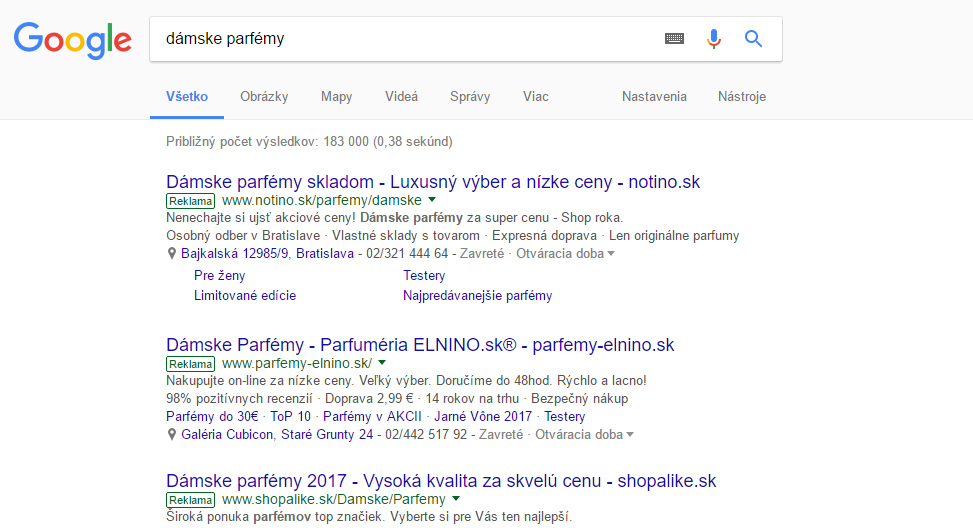 Google
dámske parfémy
Všetko Obrázky Mapy Videá Správy Viac Nastavenia Nástroje
Približný počet výsledkov: 183 000 (0,38 sekúnd)
Dámske parfémy skladom - Luxusný výber a nízke ceny - notino.sk
Reklama www.notino.sk/parfemy/damske
Nenechajte si ujsť akciové ceny! Dámske parfémy za super cenu - Shop roka.
Osobný odber v Bratislave · Vlastné sklady s tovarom · Expresná doprava · Len originálne parfumy
Bajkalská 12985/9, Bratislava - 02/321 444 64 - Zavreté · Otváracia doba
Pre ženy Testery
Limitované edície Najpredávanejšie parfémy
Dámske Parfémy - Parfuméria ELNINO.sk® - parfemy-elnino.sk
Reklama www.parfemy-elnino.sk/
Nakupujte on-line za nízke ceny. Veľký výber. Doručíme do 48hod. Rýchlo a lacno!
98% pozitívnych recenzií · Doprava 2,99 € · 14 rokov na trhu · Bezpečný nákup
Parfémy do 30€ · ToP 10 · Parfémy v AKCII · Jarné Vône 2017 · Testery
Galéria Cubicon, Staré Grunty 24 - 02/442 517 92 - Zavreté · Otváracia doba
Dámske parfémy 2017 - Vysoká kvalita za skvelú cenu - shopalike.sk
Reklama www.shopalike.sk/Damske/Parfemy
Široká ponuka parfémov top značiek. Vyberte si pre Vás ten najlepší.